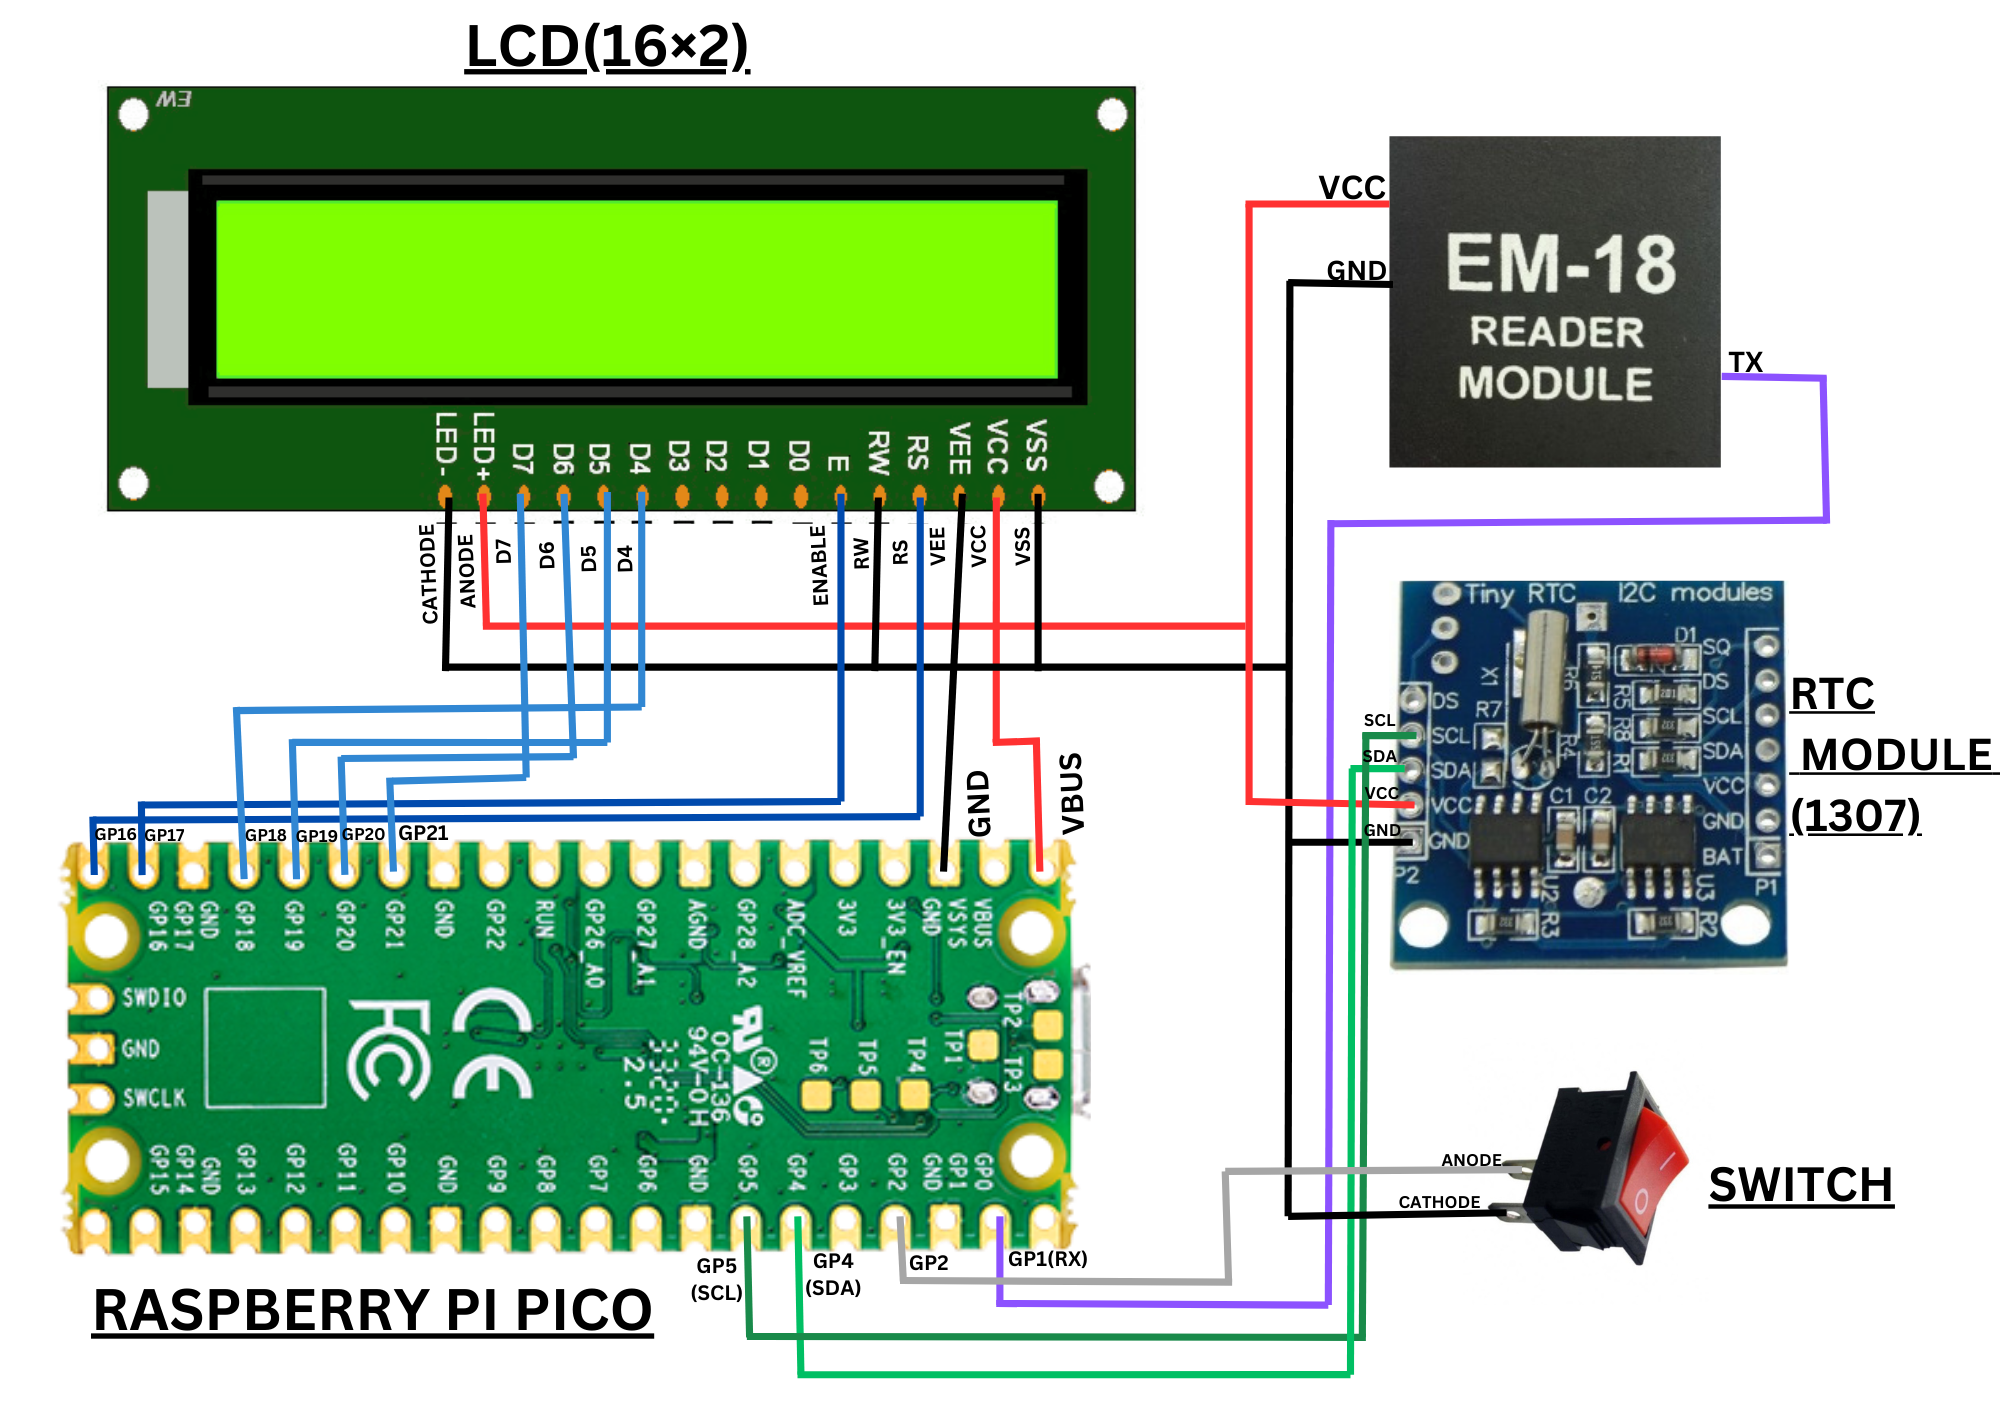 LCD(16×2)
EW
LED-
LED+
D7
D6
D5
D4
D3
D2
D1
D0
E
RW
RS
VEE
VCC
VSS
CATHODE
ANODE
D7
D6
D5
D4
ENABLE
RW
RS
VEE
VCC
VSS
VCC
GND
EM-18
READER
MODULE
TX
GND
VBUS
GP16
GP17
GP18
GP19
GP20
GP21
GP16
GP17
GND
GP18
GP19
GP20
GP21
GND
GP22
RUN
GP26_A0
GP27_A1
AGND
GP28_A2
ADC_VREF
3V3
3V3_EN
GND
VSYS
VBUS
SWDIO
GND
SWCLK
FC
CE
OC-136
94V-0H
2.5
TP6
TP5
TP4
TP1
TP2
TP3
GP15
GP14
GND
GP13
GP12
GP11
GP10
GND
GP9
GP8
GP7
GP6
GND
GP5
GP4
GP3
GP2
GND
GP1
GP0
GP5
(SCL)
GP4
(SDA)
GP2
GP1(RX)
RASPBERRY PI PICO
SCL
SDA
VCC
GND
Tiny RTC I2C modules
D1
SQ
DS
SCL
SDA
VCC
GND
BAT
P1
DS
SCL
SDA
VCC
GND
P2
X1
R7
R6
R5
R8
R4
R1
C1 C2
U2
U3
R3
R2
RTC
MODULE
(1307)
ANODE
CATHODE
SWITCH